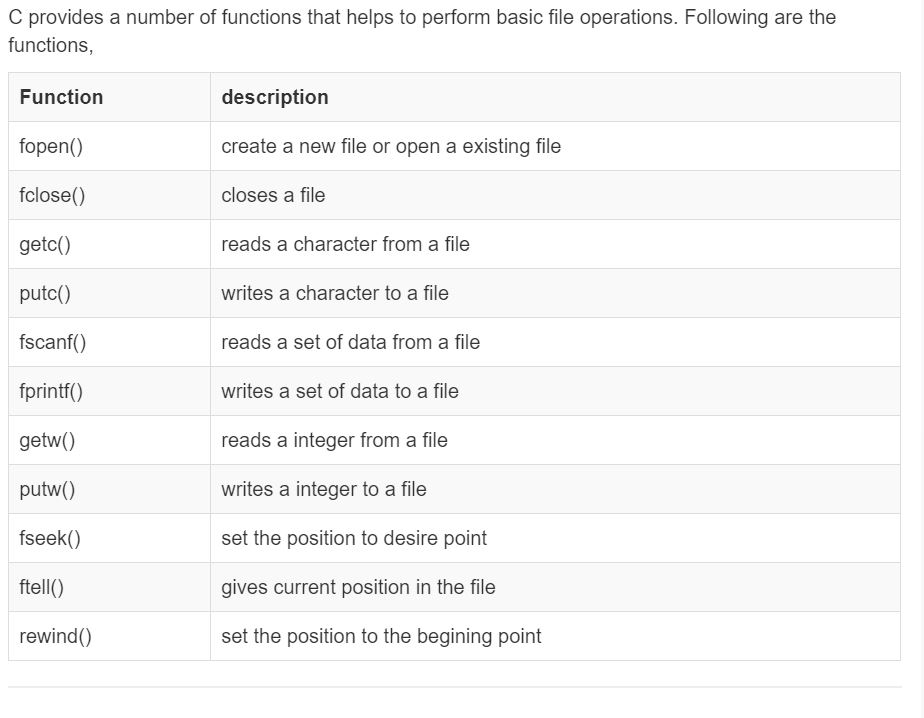 C provides a number of functions that helps to perform basic file operations. Following are the
functions,
Function description
fopen() create a new file or open a existing file
fclose() closes a file
getc() reads a character from a file
putc() writes a character to a file
fscanf() reads a set of data from a file
fprintf() writes a set of data to a file
getw() reads a integer from a file
putw() writes a integer to a file
fseek() set the position to desire point
ftell() gives current position in the file
rewind() set the position to the begining point